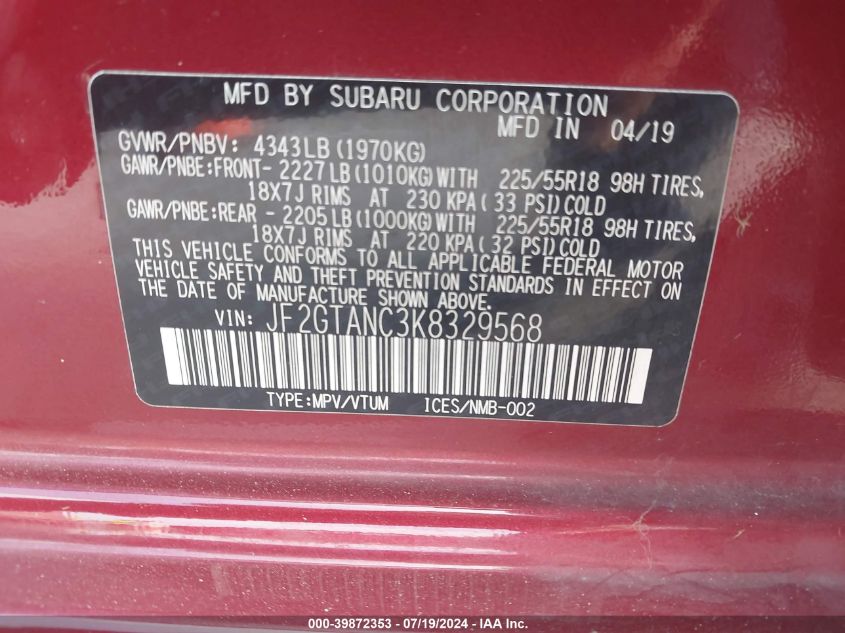 MFD BY SUBARU CORPORATION
MFD IN 04/19
GVWR/PNBV: 4343LB(1970KG)
GAWR/PNBE:FRONT- 2227LB(1010KG)WITH 225/55R18 98H TIRES,
18X7J RIMS AT 230 KPA(33 PSI)COLD
GAWR/PNBE:REAR - 2205LB(1000KG)WITH 225/55R18 98H TIRES,
18X7J RIMS AT 220 KPA(32 PSI)COLD
THIS VEHICLE CONFORMS TO ALL APPLICABLE FEDERAL MOTOR
VEHICLE SAFETY AND THEFT PREVENTION STANDARDS IN EFFECT ON
THE DATE OF MANUFACTURE SHOWN ABOVE.
VIN: JF2GTANC3K8329568
TYPE:MPV/VTUM ICES/NMB-002
000-39872353 - 07/19/2024 - IAA Inc.